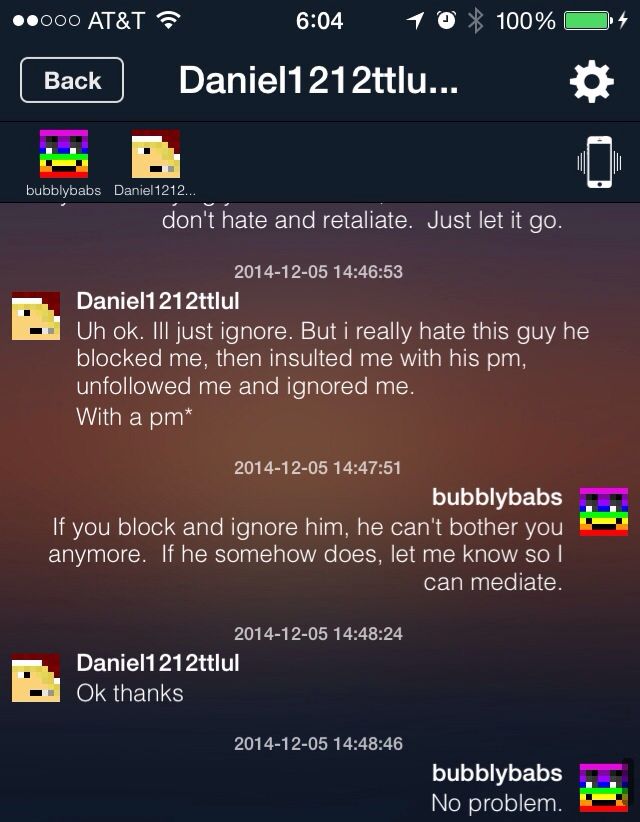 AT&T 6:04 100%
Back Daniel1212ttlu...
bubblybabs Daniel1212...
don't hate and retaliate. Just let it go.
2014-12-05 14:46:53
Daniel1212ttlul
Uh ok. Ill just ignore. But i really hate this guy he
blocked me, then insulted me with his pm,
unfollowed me and ignored me.
With a pm*
2014-12-05 14:47:51
bubblybabs
If you block and ignore him, he can't bother you
anymore. If he somehow does, let me know so I
can mediate.
2014-12-05 14:48:24
Daniel1212ttlul
Ok thanks
2014-12-05 14:48:46
bubblybabs
No problem.